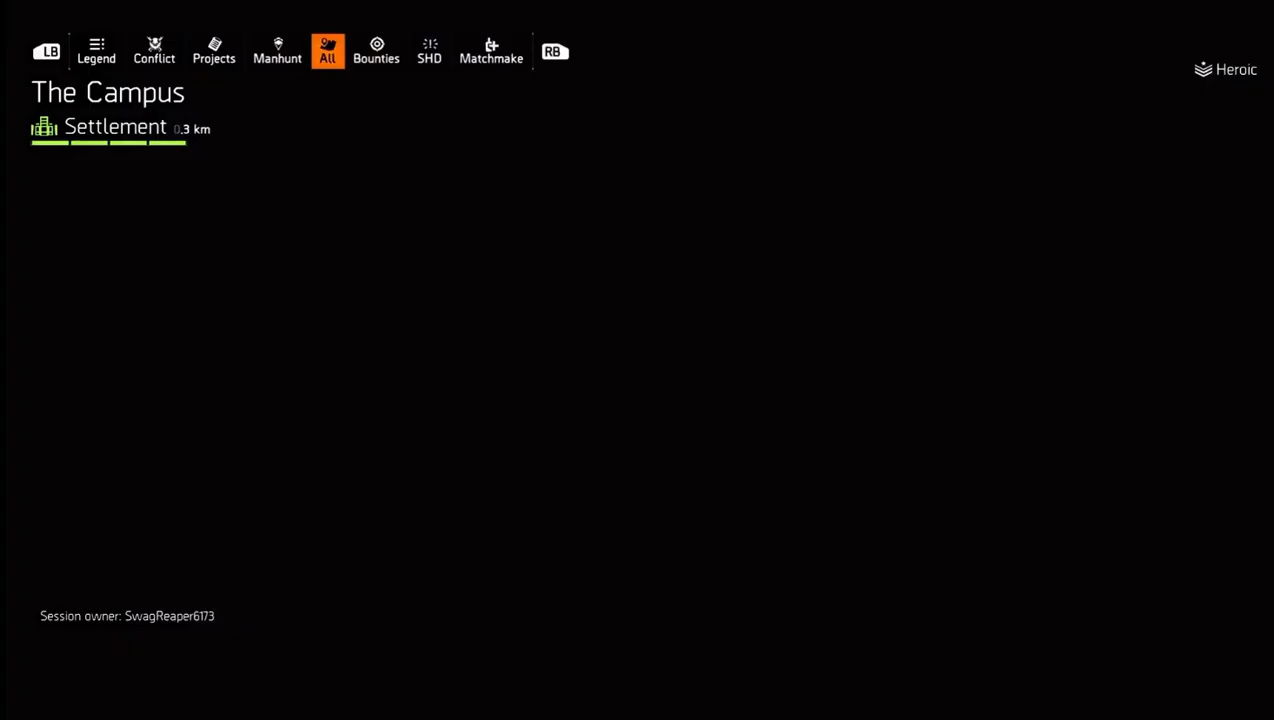 LB Legend Conflict Projects Manhunt All Bounties SHD Matchmake RB
Heroic
The Campus
Settlement 0.3 km
Session owner: SwagReaper6173